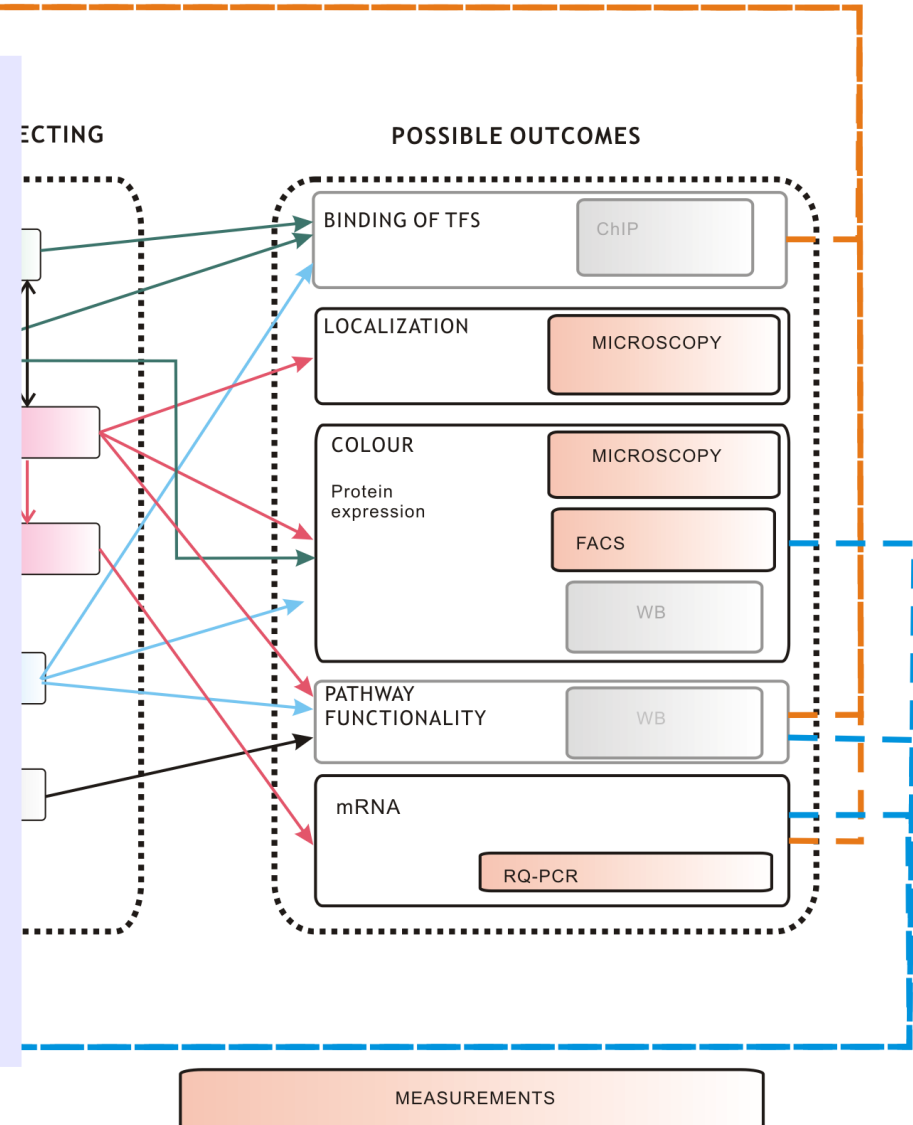 ECTING
POSSIBLE OUTCOMES
BINDING OF TFS
ChIP
LOCALIZATION
MICROSCOPY
COLOUR
MICROSCOPY
Protein
expression
FACS
WB
PATHWAY
FUNCTIONALITY
WB
mRNA
RQ-PCR
MEASUREMENTS